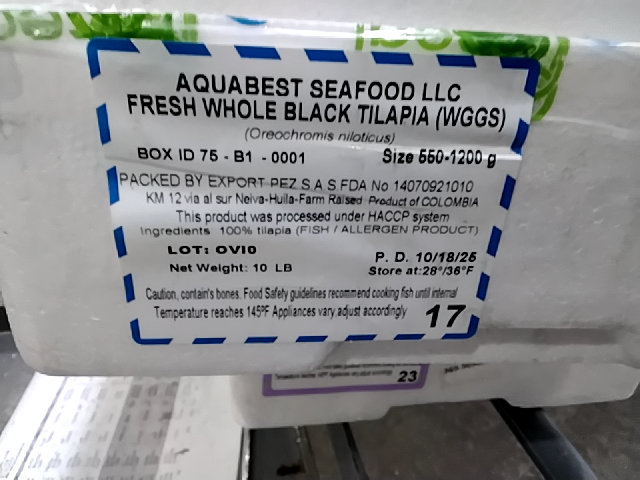 AQUABEST SEAFOOD LLC
FRESH WHOLE BLACK TILAPIA (WGGS)
(Oreochromis niloticus)
BOX ID 75 - B1 - 0001 Size 550-1200 g
PACKED BY EXPORT PEZ S A S FDA No 14070921010
KM 12 via al sur Neiva-Huila-Farm Raised Product of COLOMBIA
This product was processed under HACCP system
Ingredients 100% tilapia (FISH / ALLERGEN PRODUCT)
LOT: OVI0 P. D. 10/18/25
Net Weight: 10 LB Store at:28°/36°F
Caution, contain's bones. Food Safety guidelines recommend cooking fish until internal
Temperature reaches 145ºF Appliances vary,adjust accordingly 17
23